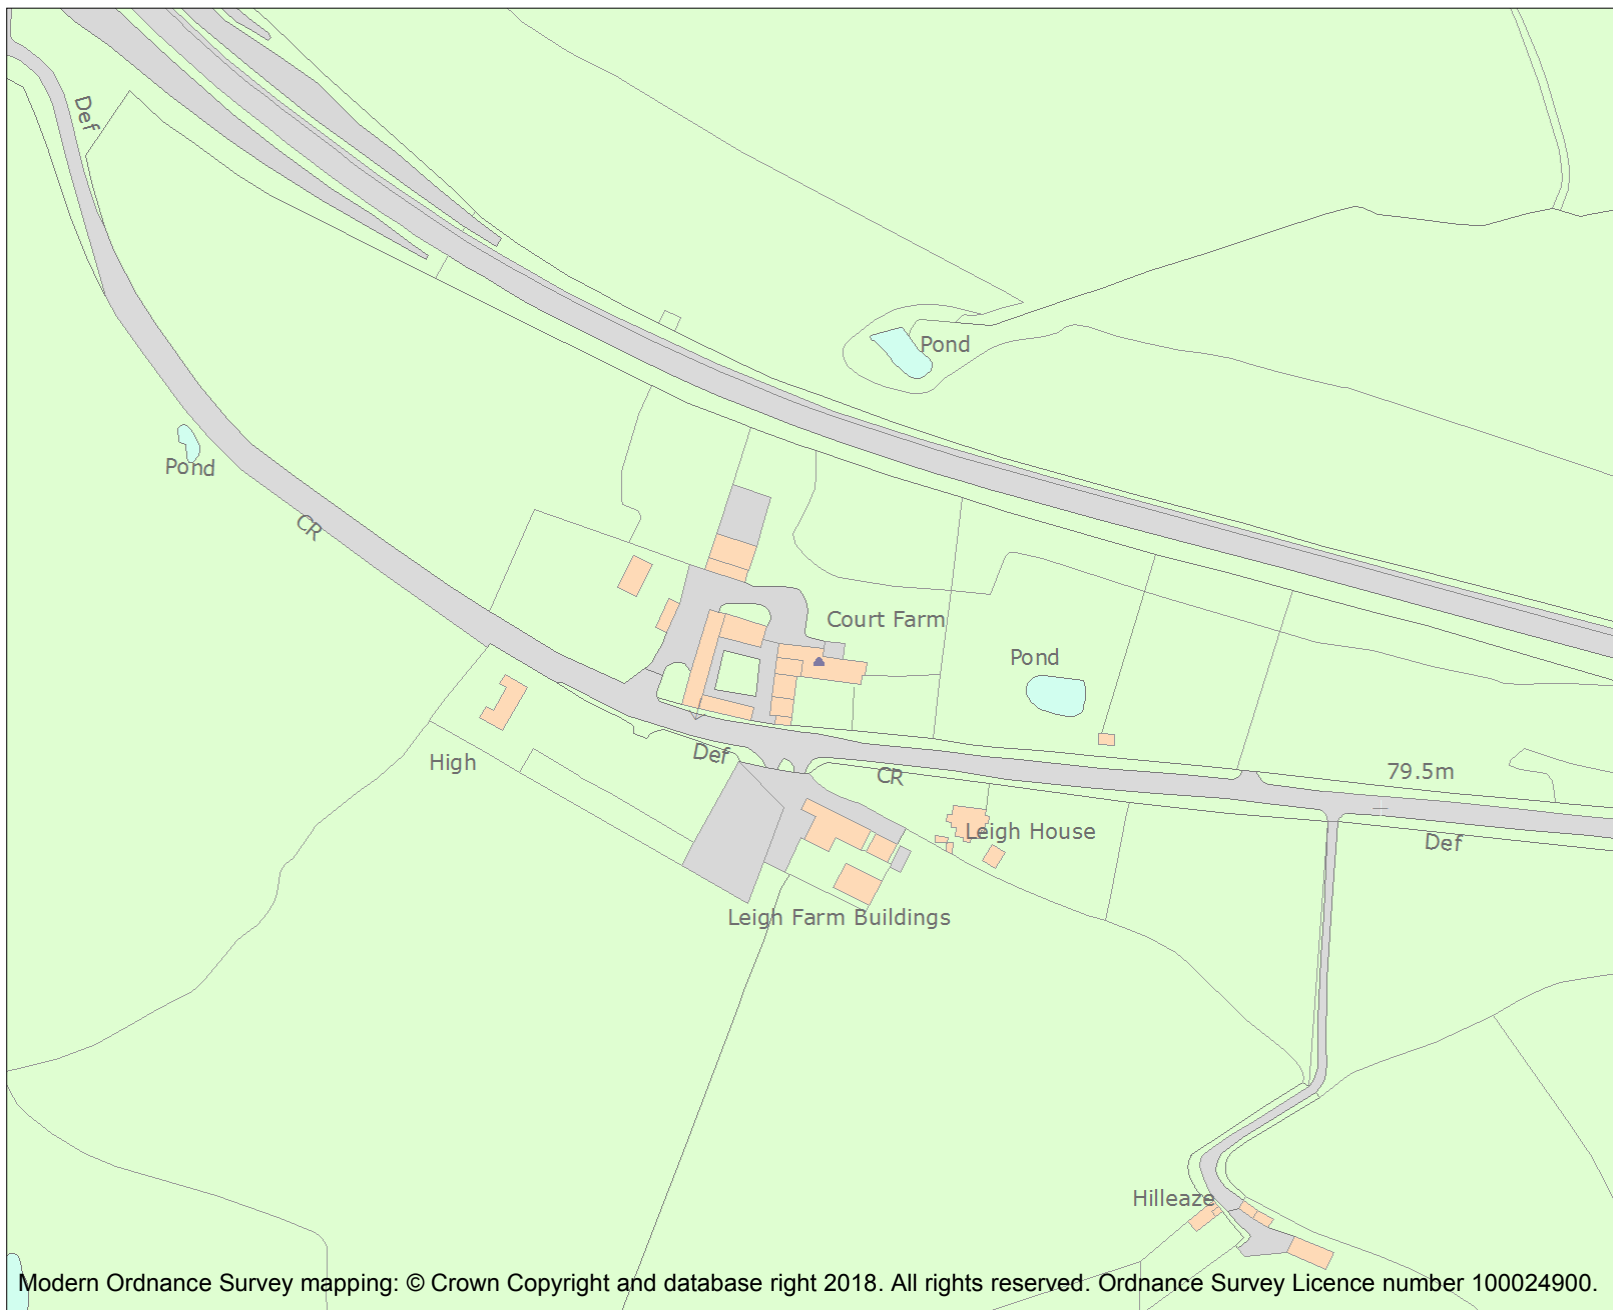 Def
Pond
Pond
CR
Court Farm
Pond
Def
High
CR
79.5m
Leigh House
Def
Leigh Farm Buildings
Hilleaze
Modern Ordnance Survey mapping: © Crown Copyright and database right 2018. All rights reserved. Ordnance Survey Licence number 100024900.